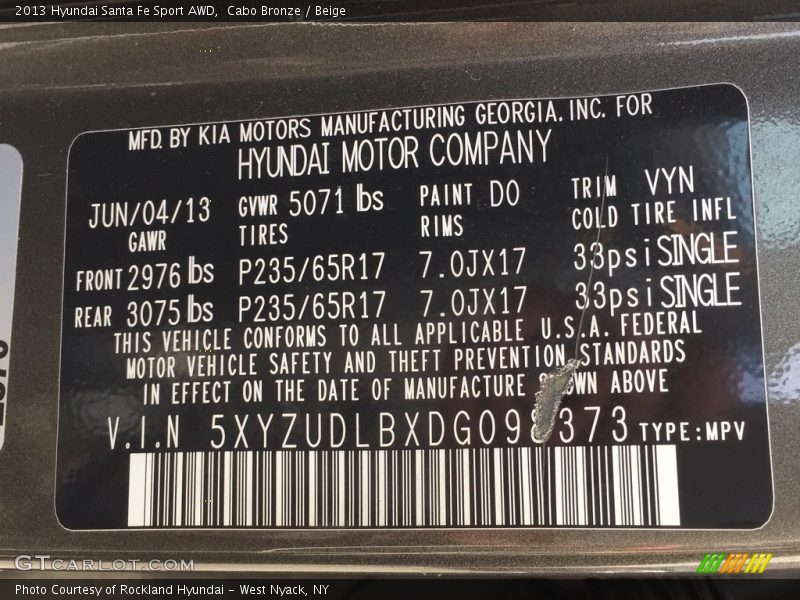 2013 Hyundai Santa Fe Sport AWD, Cabo Bronze / Beige
MFD. BY KIA MOTORS MANUFACTURING GEORGIA. INC. FOR
HYUNDAI MOTOR COMPANY
JUN/04/13 GVWR 5071 lbs PAINT DO TRIM VYN
GAWR TIRES RIMS COLD TIRE INFL
FRONT 2976 lbs P235/65R17 7.0JX17 33psi SINGLE
REAR 3075 lbs P235/65R17 7.0JX17 33psi SINGLE
THIS VEHICLE CONFORMS TO ALL APPLICABLE U.S.A. FEDERAL
MOTOR VEHICLE SAFETY AND THEFT PREVENTION STANDARDS
IN EFFECT ON THE DATE OF MANUFACTURE ABOVE
V.I.N TYPE:MPV
GTCARLOT.COM
Photo Courtesy of Rockland Hyundai - West Nyack, NY